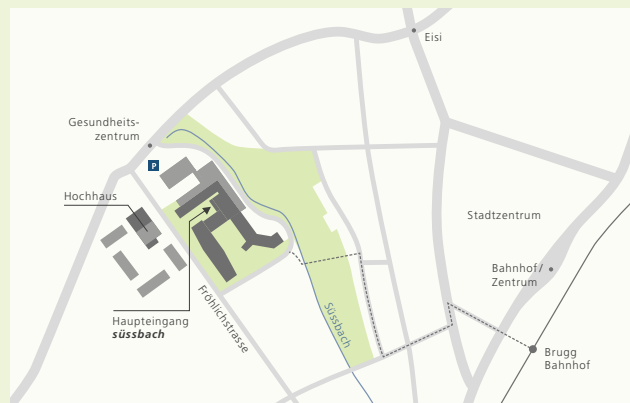 Eisi
Gesundheits-
zentrum
P
Hochhaus
Stadtzentrum
Bahnhof/
Zentrum
Haupteingang
süssbach
Fröhlichstrasse
Süssbach
Brugg
Bahnhof